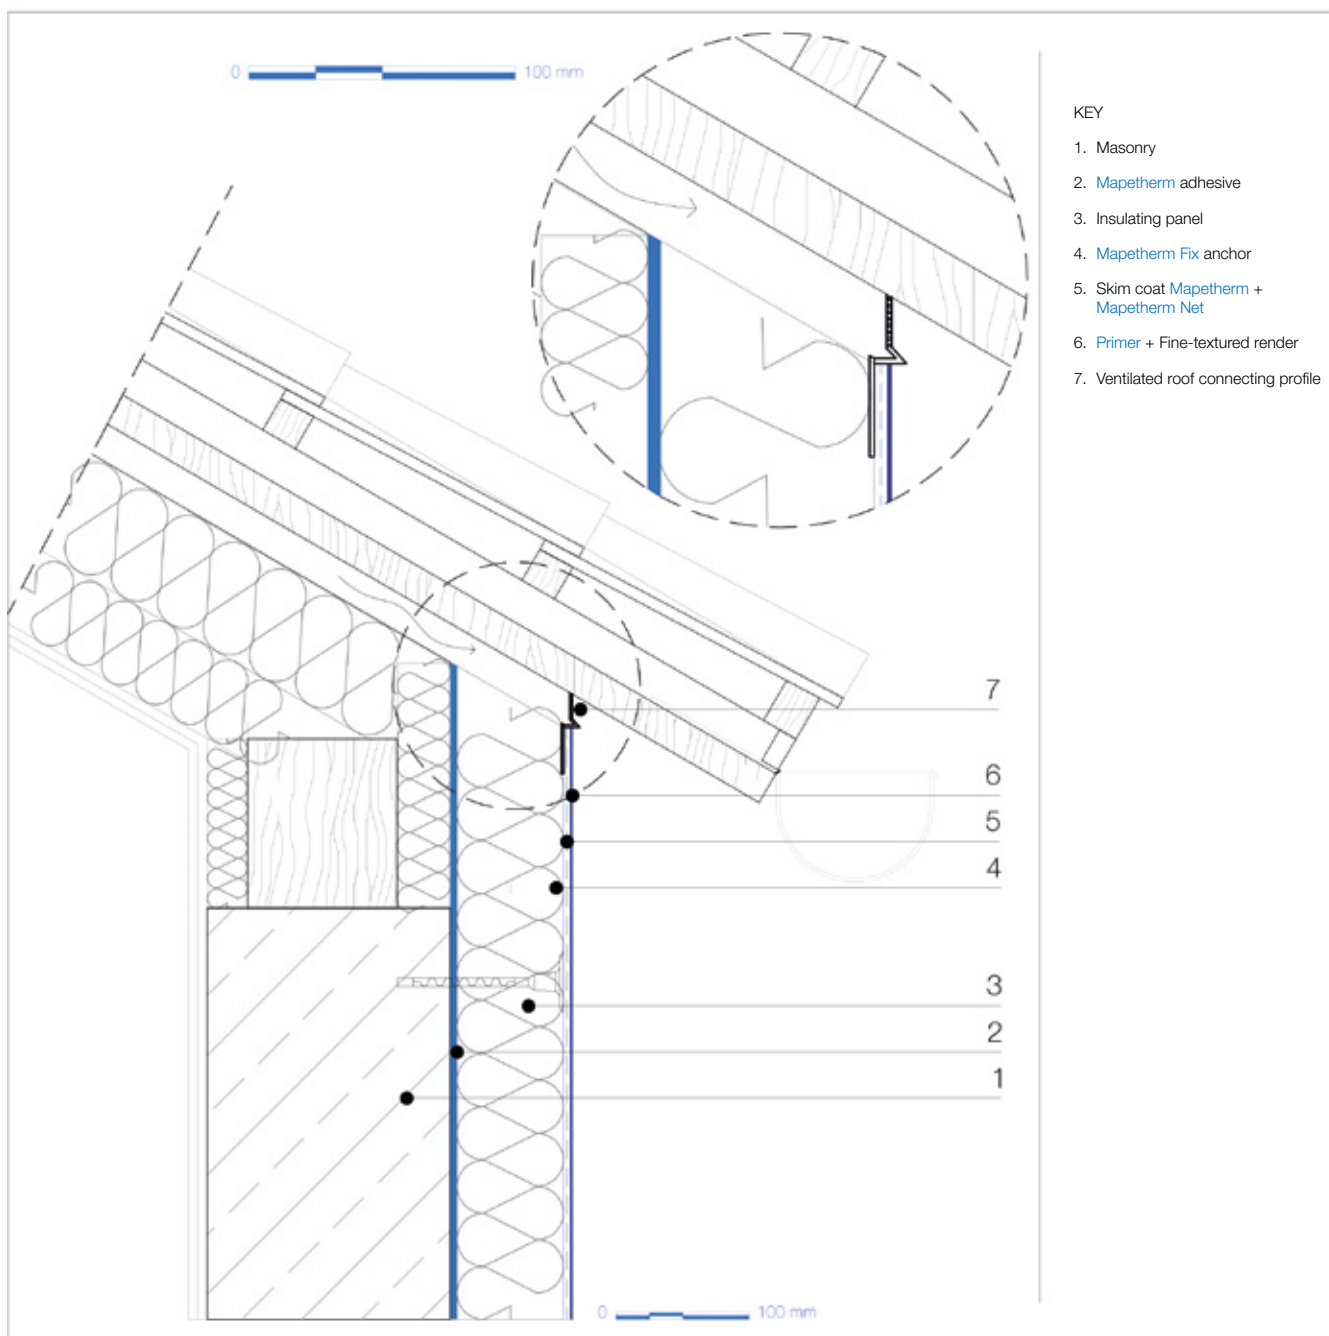 0 100 mm
KEY
1. Masonry
2. Mapetherm adhesive
3. Insulating panel
4. Mapetherm Fix anchor
5. Skim coat Mapetherm +
Mapetherm Net
6. Primer + Fine-textured render
7. Ventilated roof connecting profile
7
6
5
4
3
2
1
0 100 mm